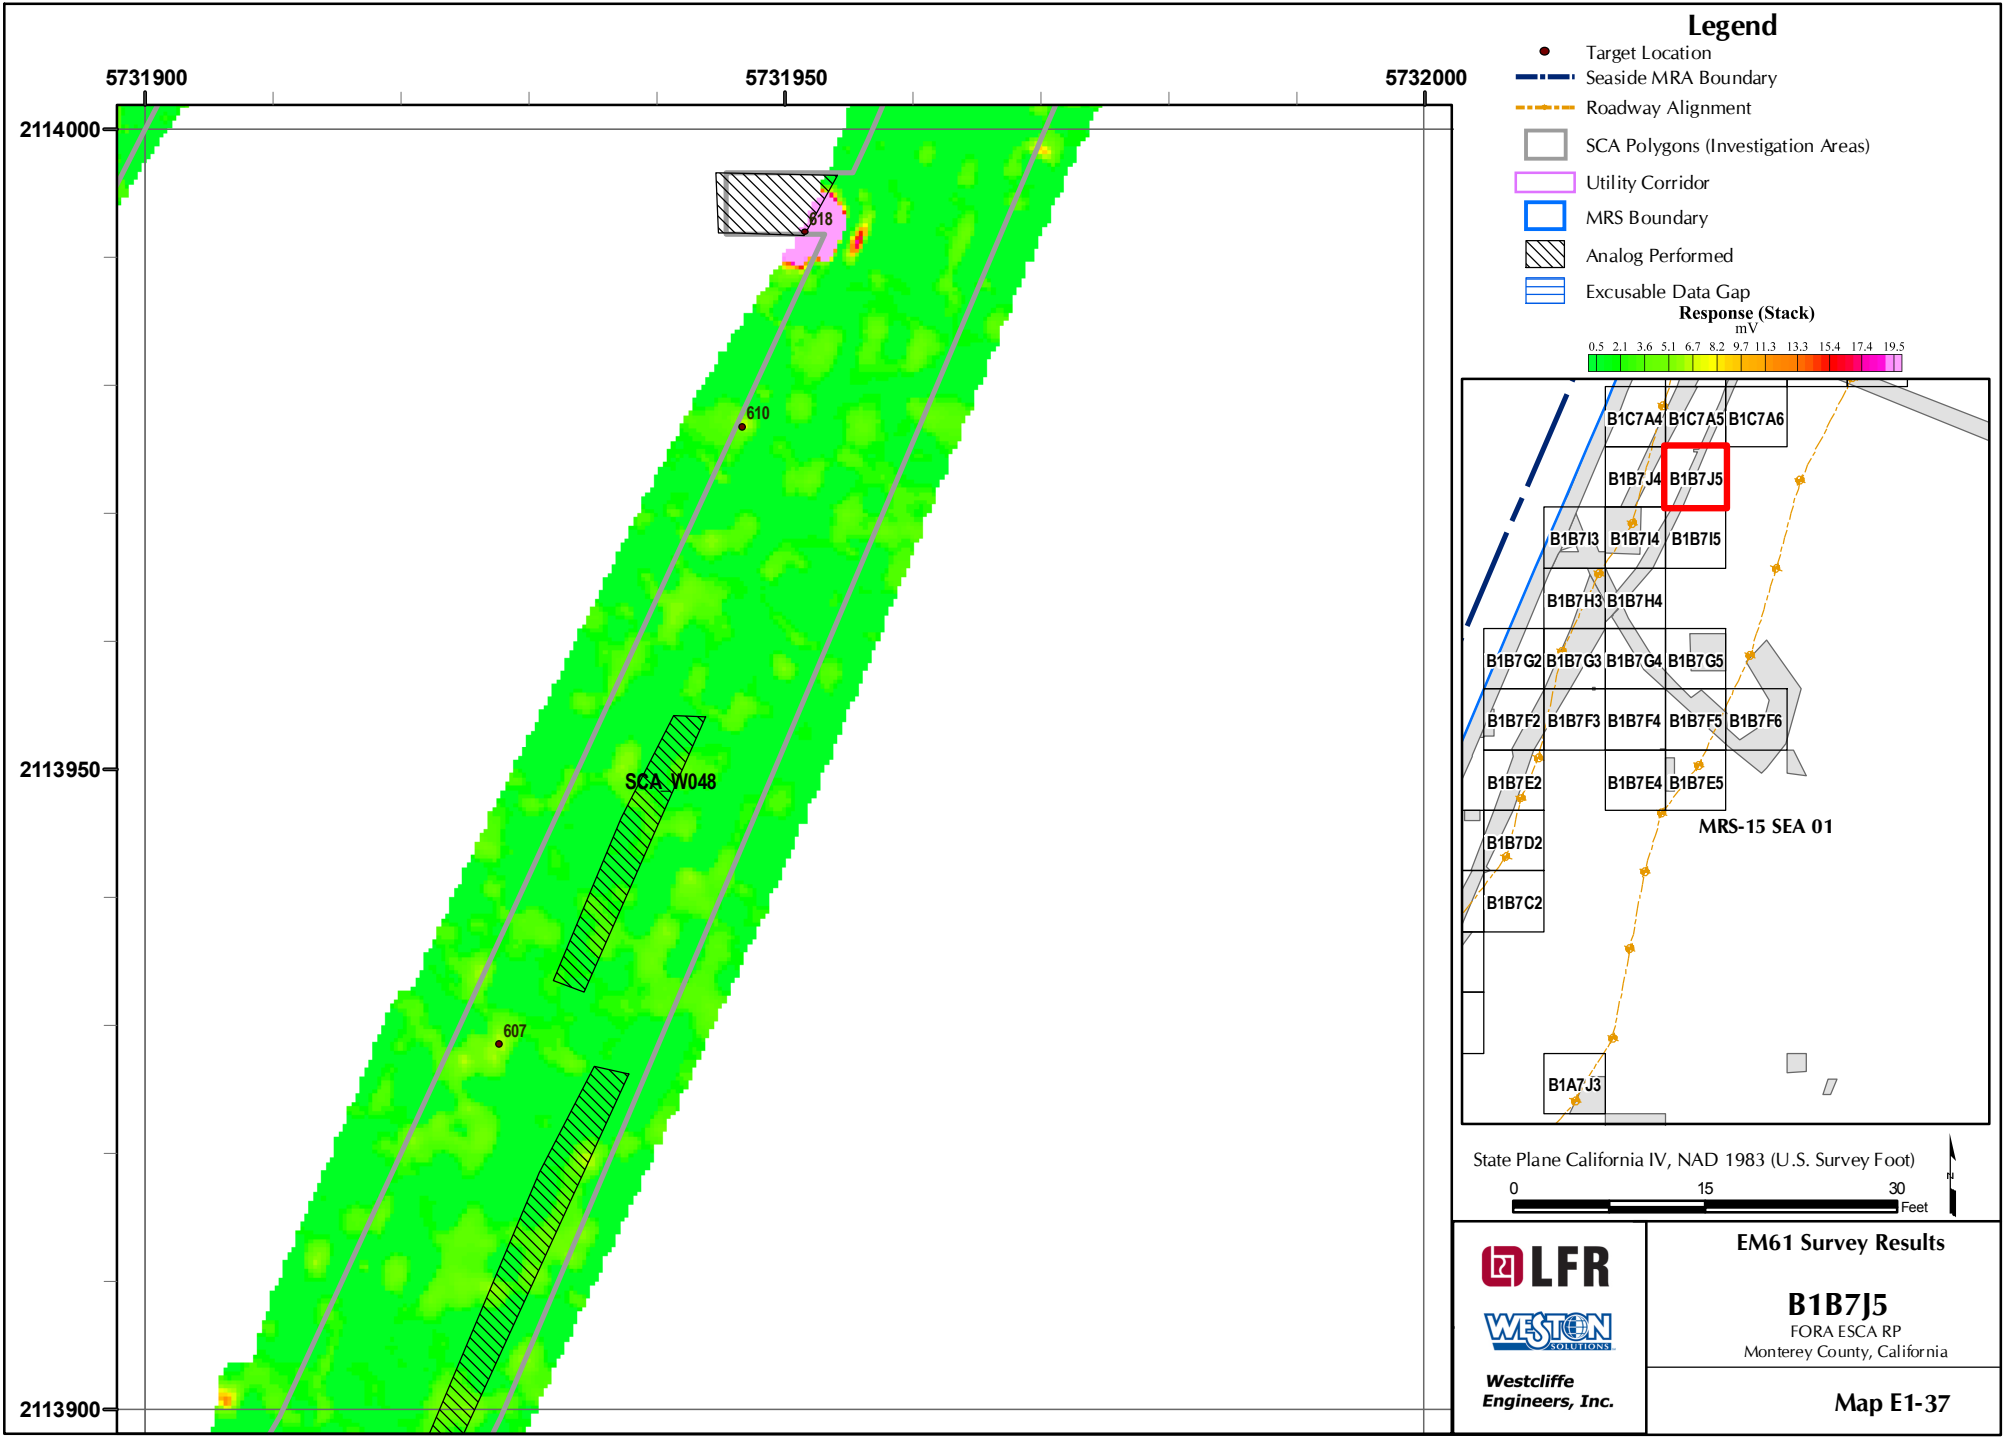 5731900
5731950
5732000
2114000
2113950
2113900
618
610
SCA_W048
607
Legend
Target Location
Seaside MRA Boundary
Roadway Alignment
SCA Polygons (Investigation Areas)
Utility Corridor
MRS Boundary
Analog Performed
Excusable Data Gap
Response (Stack)
mV
0.5 2.1 3.6 5.1 6.7 8.2 9.7 11.3 13.3 15.4 17.4 19.5
B1C7A4 B1C7A5 B1C7A6
B1B7J4 B1B7J5
B1B7I3 B1B7I4 B1B7I5
B1B7H3 B1B7H4
B1B7G2 B1B7G3 B1B7G4 B1B7G5
B1B7F2 B1B7F3 B1B7F4 B1B7F5 B1B7F6
B1B7E2 B1B7E4 B1B7E5
MRS-15 SEA 01
B1B7D2
B1B7C2
B1A7J3
State Plane California IV, NAD 1983 (U.S. Survey Foot)
N
0 15 30
Feet
LFR
WESTON
SOLUTIONS
Westcliffe
Engineers, Inc.
EM61 Survey Results
B1B7J5
FORA ESCA RP
Monterey County, California
Map E1-37